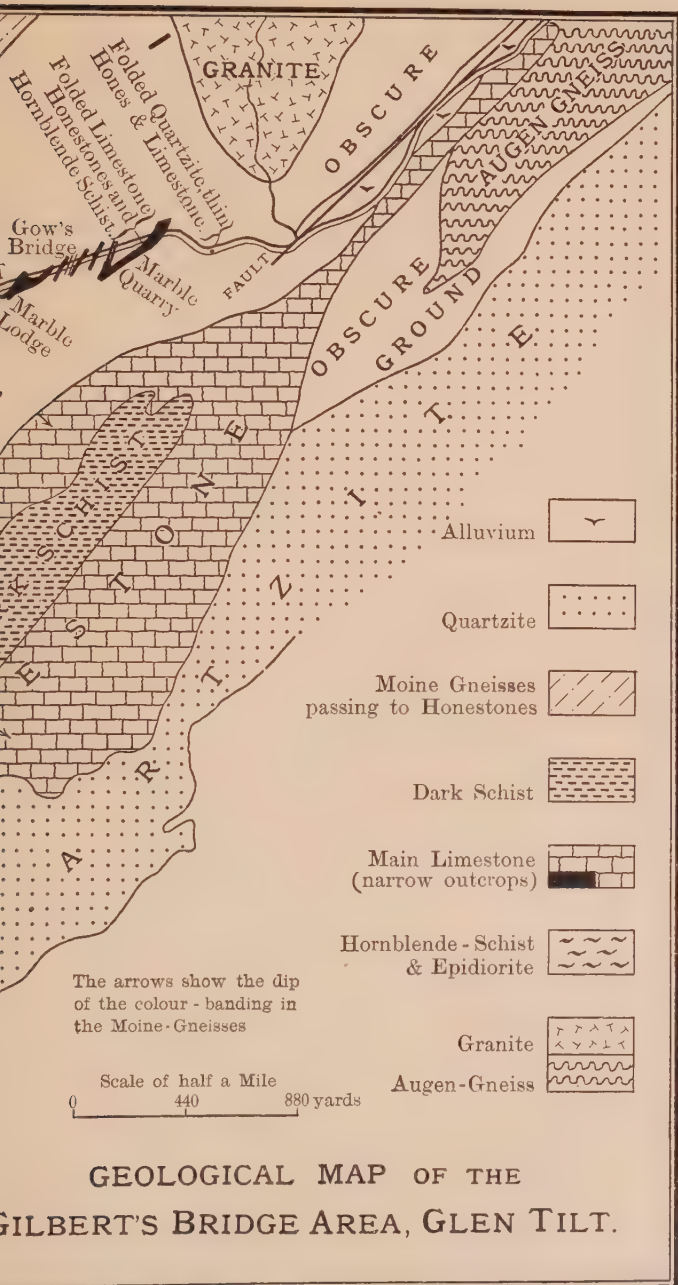 GRANITE
OBSCURE
AUGEN GNEISS
Folded Quartzite, thin
Hones & Limestone.
Folded Limestone
Honestones and
Hornblende Schist.
Gow's
Bridge
Marble
Quarry
Marble
Lodge
FAULT
OBSCURE
GROUND
K SCHIST
ESTONE
ARTZITE
Alluvium
Quartzite
Moine Gneisses
passing to Honestones
Dark Schist
Main Limestone
(narrow outcrops)
Hornblende-Schist
& Epidiorite
Granite
Augen-Gneiss
The arrows show the dip
of the colour-banding in
the Moine-Gneisses
Scale of half a Mile
0 440 880 yards
GEOLOGICAL MAP OF THE
GILBERT'S BRIDGE AREA, GLEN TILT.